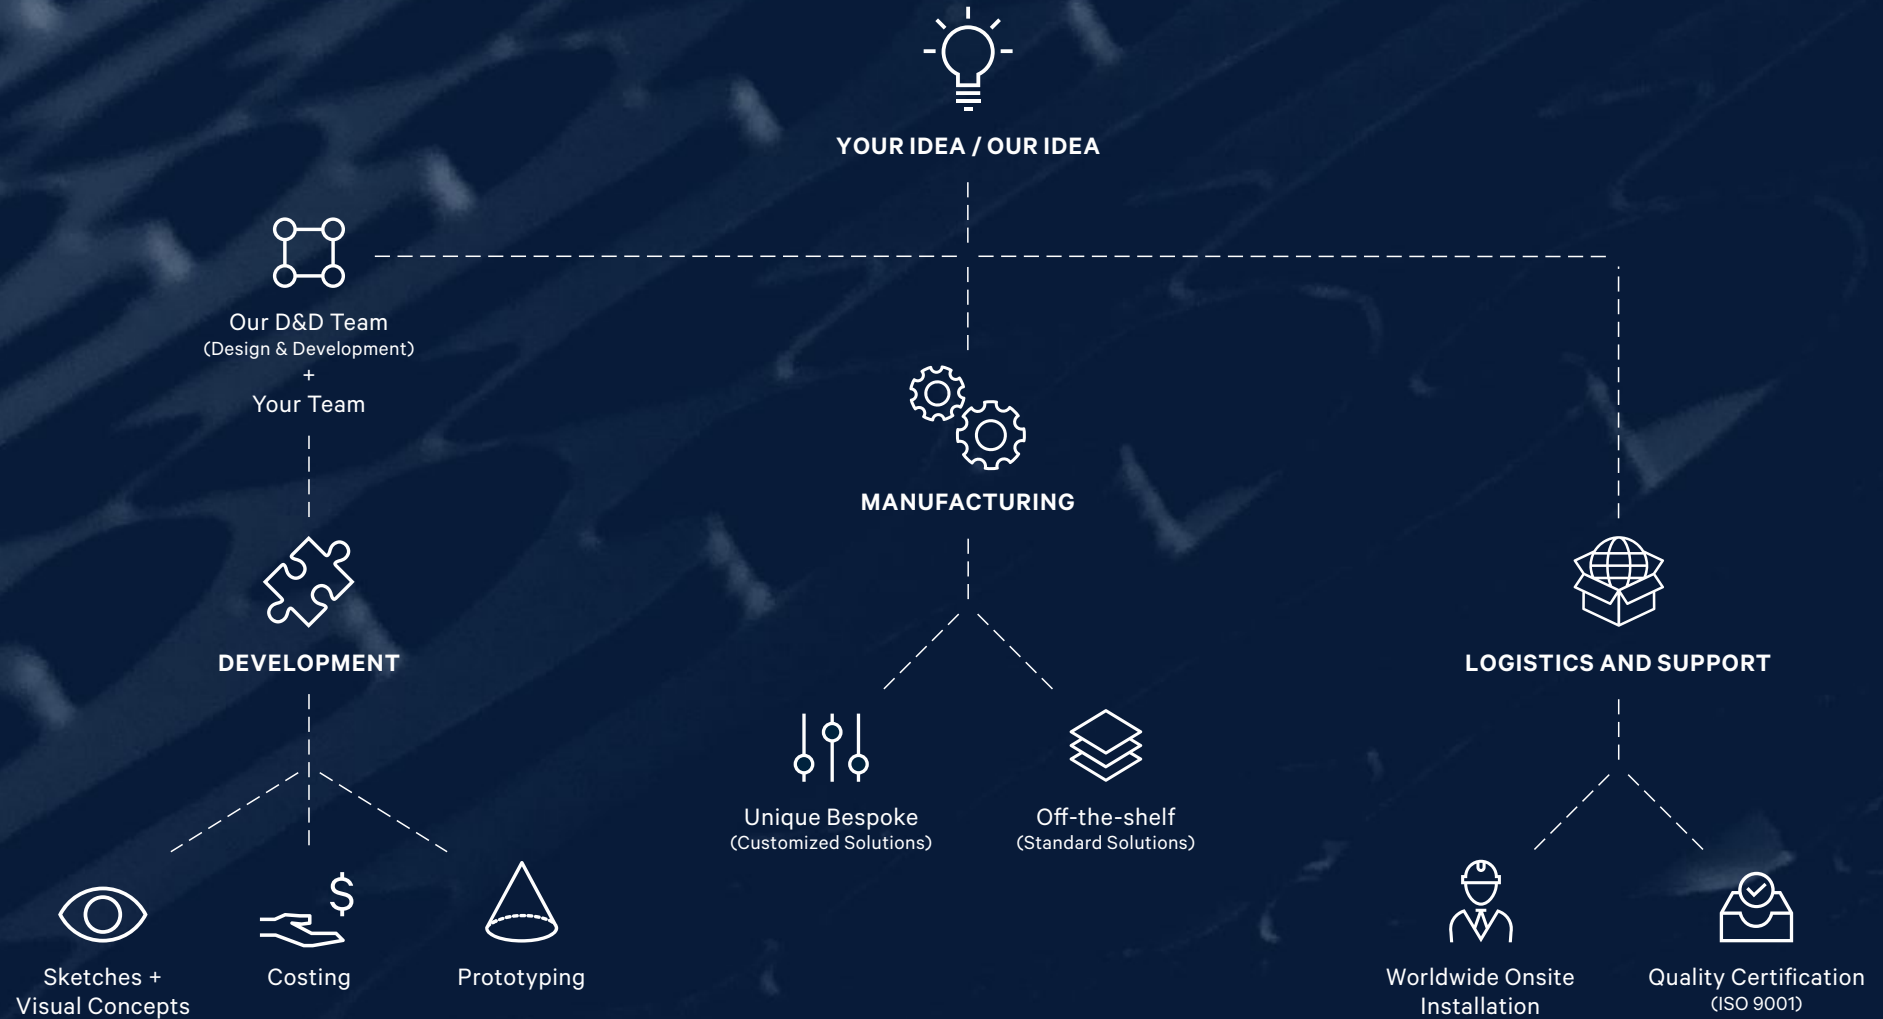 YOUR IDEA / OUR IDEA
Our D&D Team
(Design & Development)
+
Your Team
DEVELOPMENT
Sketches +
Visual Concepts
Costing
$
Prototyping
MANUFACTURING
Unique Bespoke
(Customized Solutions)
Off-the-shelf
(Standard Solutions)
LOGISTICS AND SUPPORT
Worldwide Onsite
Installation
Quality Certification
(ISO 9001)